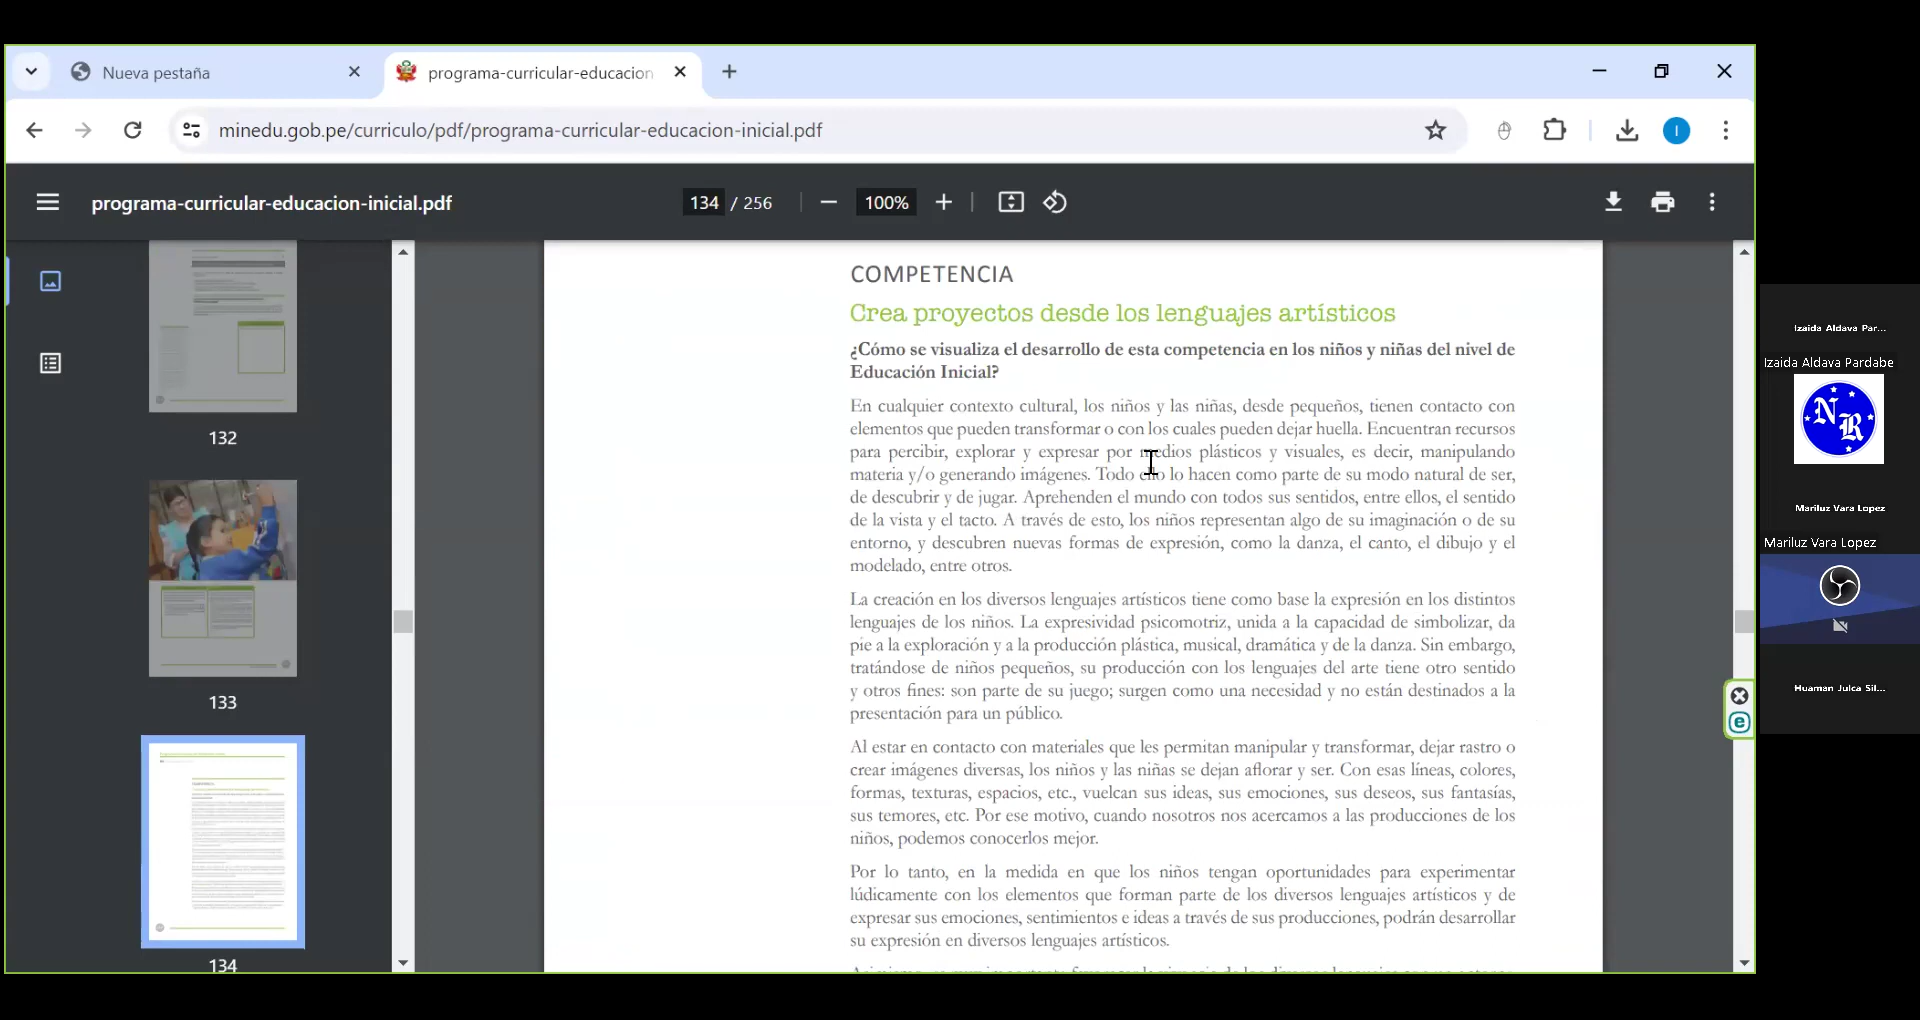 Nueva pestaña
programa-curricular-educacion
minedu.gob.pe/curriculo/pdf/programa-curricular-educacion-inicial.pdf
I
programa-curricular-educacion-inicial.pdf
134 / 256
100%
132
133
134
COMPETENCIA
Crea proyectos desde los lenguajes artísticos
¿Cómo se visualiza el desarrollo de esta competencia en los niños y niñas del nivel de
Educación Inicial?
En cualquier contexto cultural, los niños y las niñas, desde pequeños, tienen contacto con
elementos que pueden transformar o con los cuales pueden dejar huella. Encuentran recursos
para percibir, explorar y expresar por medios plásticos y visuales, es decir, manipulando
materia y/o generando imágenes. Todo ello lo hacen como parte de su modo natural de ser,
de descubrir y de jugar. Aprehenden el mundo con todos sus sentidos, entre ellos, el sentido
de la vista y el tacto. A través de esto, los niños representan algo de su imaginación o de su
entorno, y descubren nuevas formas de expresión, como la danza, el canto, el dibujo y el
modelado, entre otros.
La creación en los diversos lenguajes artísticos tiene como base la expresión en los distintos
lenguajes de los niños. La expresividad psicomotriz, unida a la capacidad de simbolizar, da
pie a la exploración y a la producción plástica, musical, dramática y de la danza. Sin embargo,
tratándose de niños pequeños, su producción con los lenguajes del arte tiene otro sentido
y otros fines: son parte de su juego; surgen como una necesidad y no están destinados a la
presentación para un público.
Al estar en contacto con materiales que les permitan manipular y transformar, dejar rastro o
crear imágenes diversas, los niños y las niñas se dejan aflorar y ser. Con esas líneas, colores,
formas, texturas, espacios, etc., vuelcan sus ideas, sus emociones, sus deseos, sus fantasías,
sus temores, etc. Por ese motivo, cuando nosotros nos acercamos a las producciones de los
niños, podemos conocerlos mejor.
Por lo tanto, en la medida en que los niños tengan oportunidades para experimentar
lúdicamente con los elementos que forman parte de los diversos lenguajes artísticos y de
expresar sus emociones, sentimientos e ideas a través de sus producciones, podrán desarrollar
su expresión en diversos lenguajes artísticos.
Izaida Aldava Par...
Izaida Aldava Pardabe
NR
Mariluz Vara Lopez
Mariluz Vara Lopez
Huaman Julca Sil...